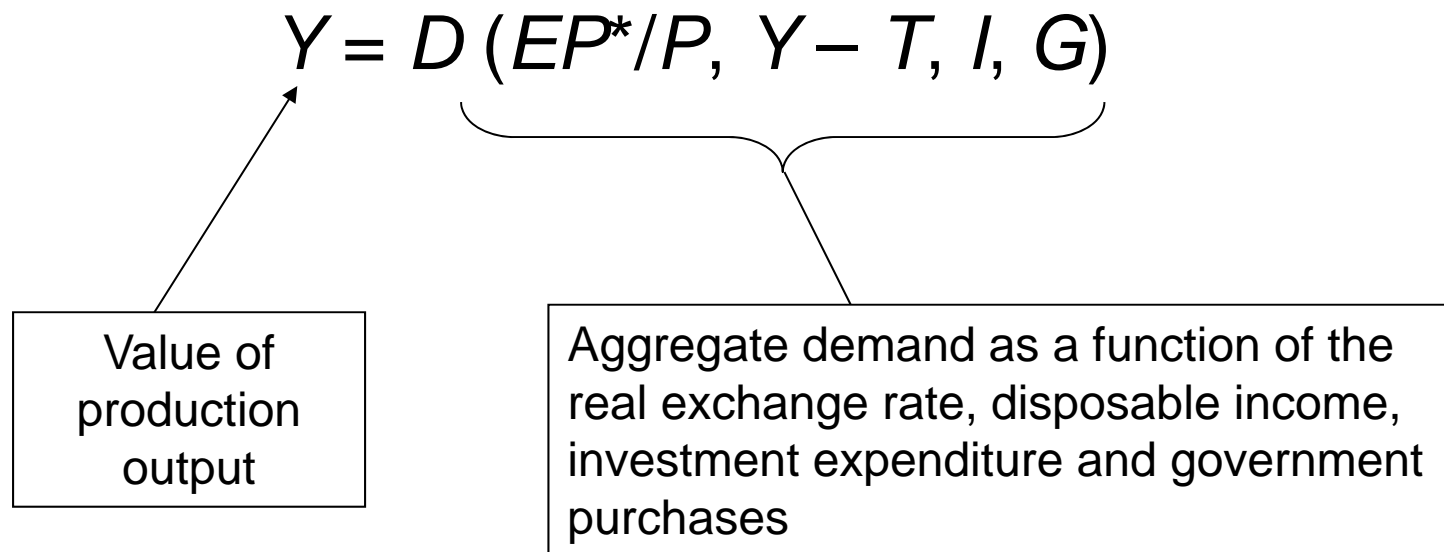 Y = D (EP*/P, Y – T, I, G)
Value of
production
output
Aggregate demand as a function of the
real exchange rate, disposable income,
investment expenditure and government
purchases